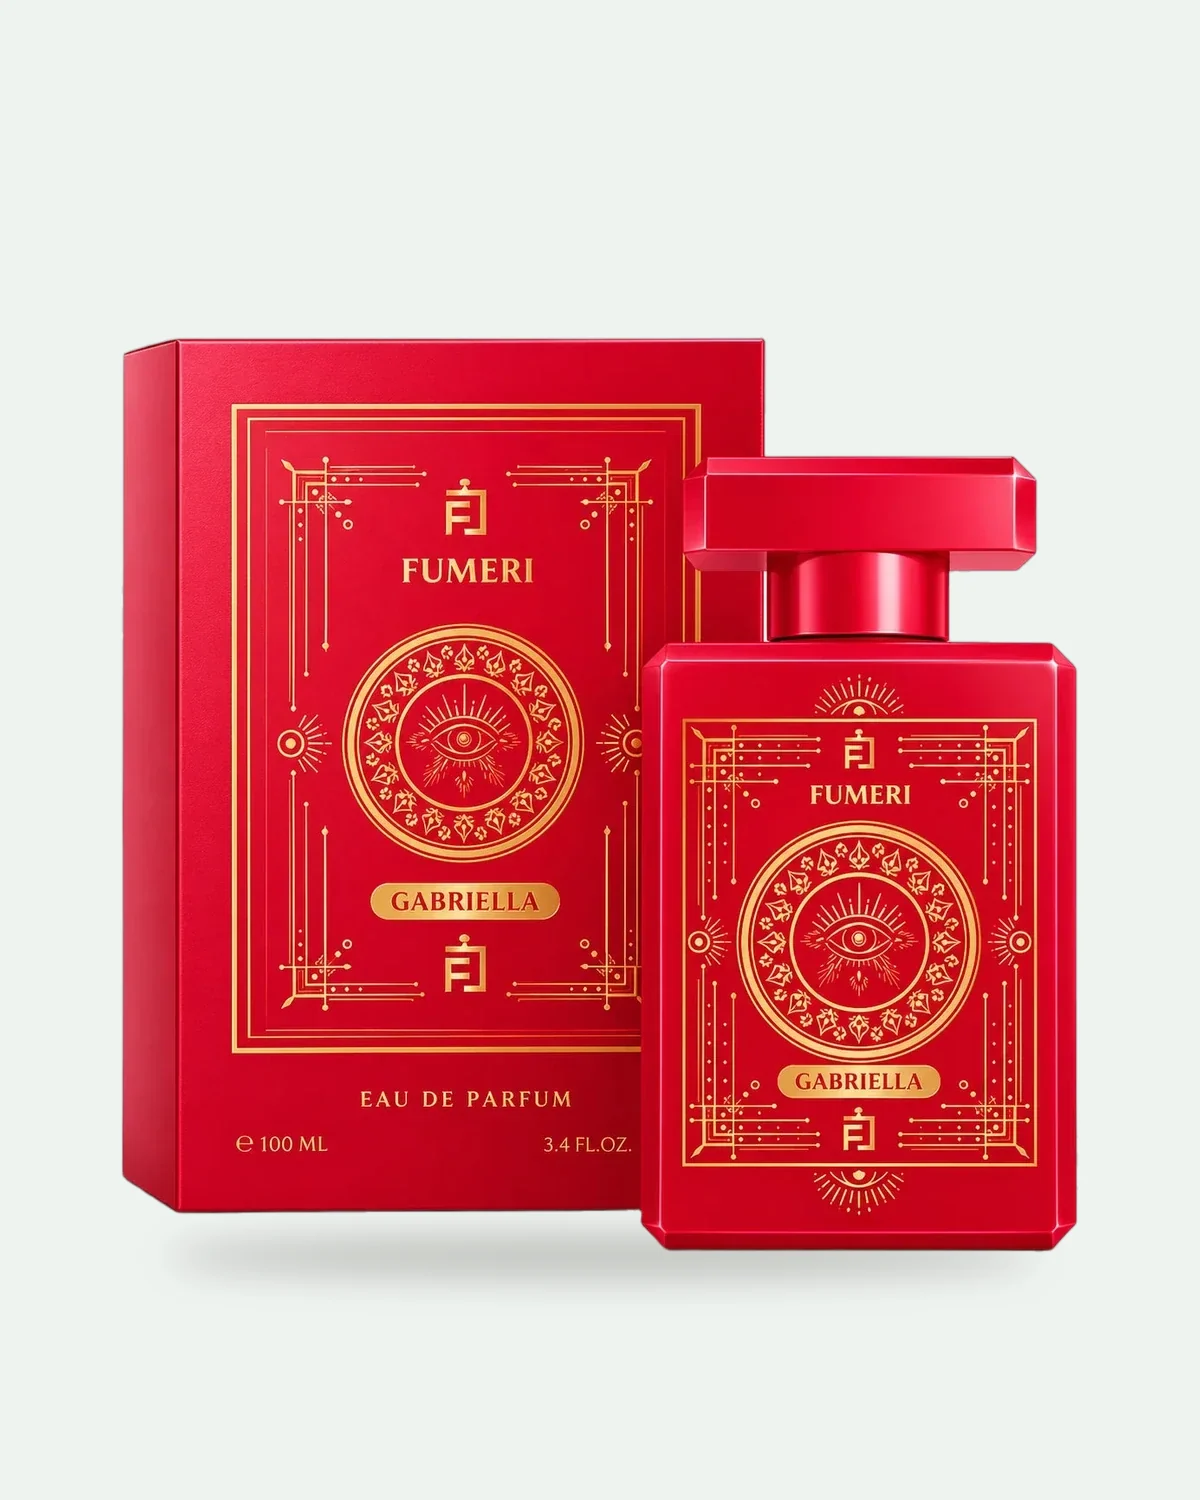 FUMERI
GABRIELLA
EAU DE PARFUM
℮ 100 ML
3.4 FL.OZ.
FUMERI
GABRIELLA